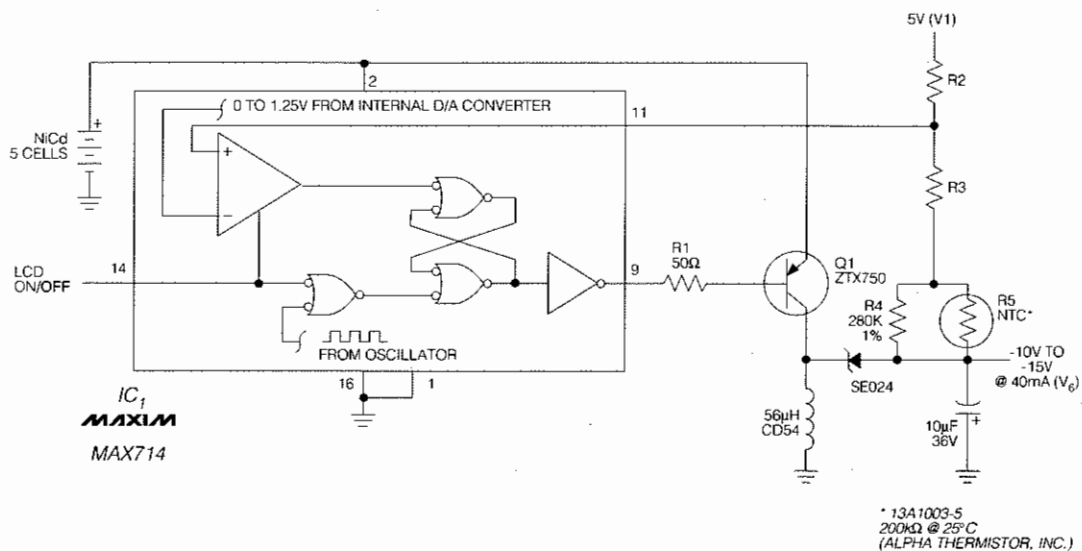 5V (V1)
R2
2
0 TO 1.25V FROM INTERNAL D/A CONVERTER
11
+
NiCd
5 CELLS
+
R3
−
LCD
ON/OFF
14
9
R1
50Ω
Q1
ZTX750
R4
280K
1%
R5
NTC*
FROM OSCILLATOR
-10V TO
-15V
@ 40mA (V6)
SE024
16
1
IC1
MAXIM
MAX714
56µH
CD54
10µF
36V
+
* 13A1003-5
200kΩ @ 25°C
(ALPHA THERMISTOR, INC.)